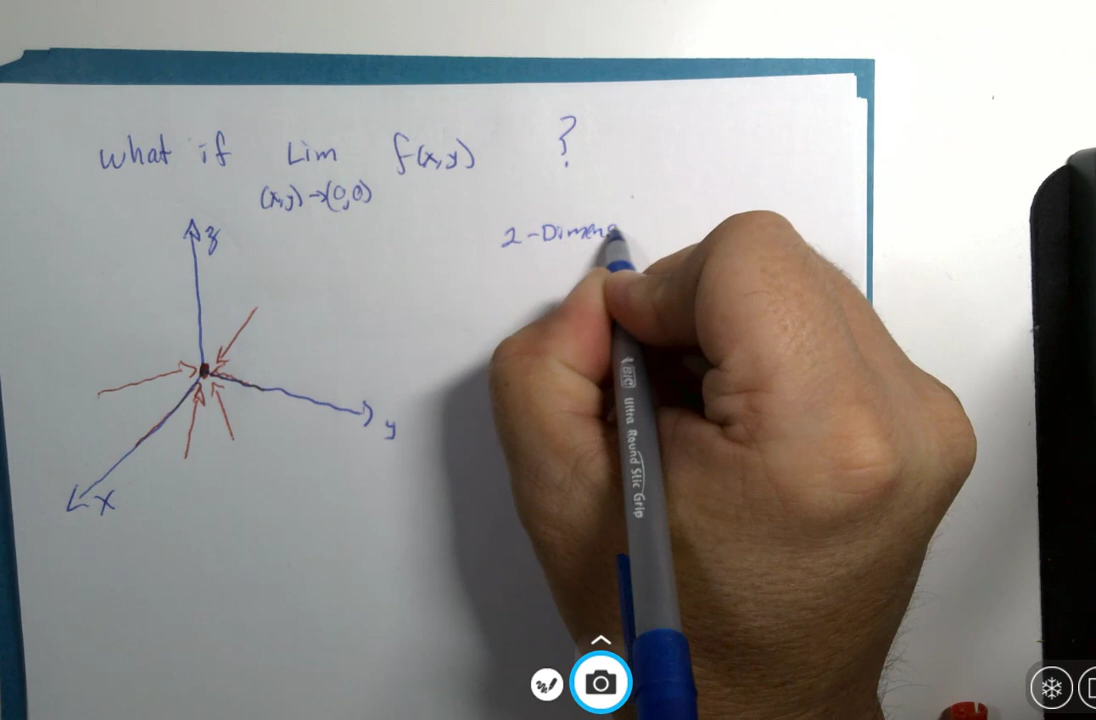 what if Lim f(x,y) ?
(x,y)→(0,0)
z
2-Dimens
y
x
BIC Ultra Round Stic Grip